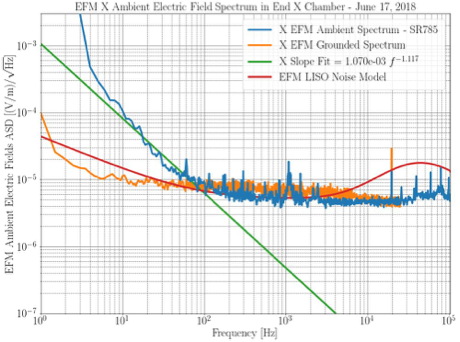 EFM X Ambient Electric Field Spectrum in End X Chamber - June 17, 2018
X EFM Ambient Spectrum - SR785
X EFM Grounded Spectrum
X Slope Fit = 1.070e-03 f^-1.117
EFM LISO Noise Model
EFM Ambient Electric Fields ASD [(V/m)/√Hz]
10^-3
10^-4
10^-5
10^-6
10^-7
10^0 10^1 10^2 10^3 10^4 10^5
Frequency [Hz]